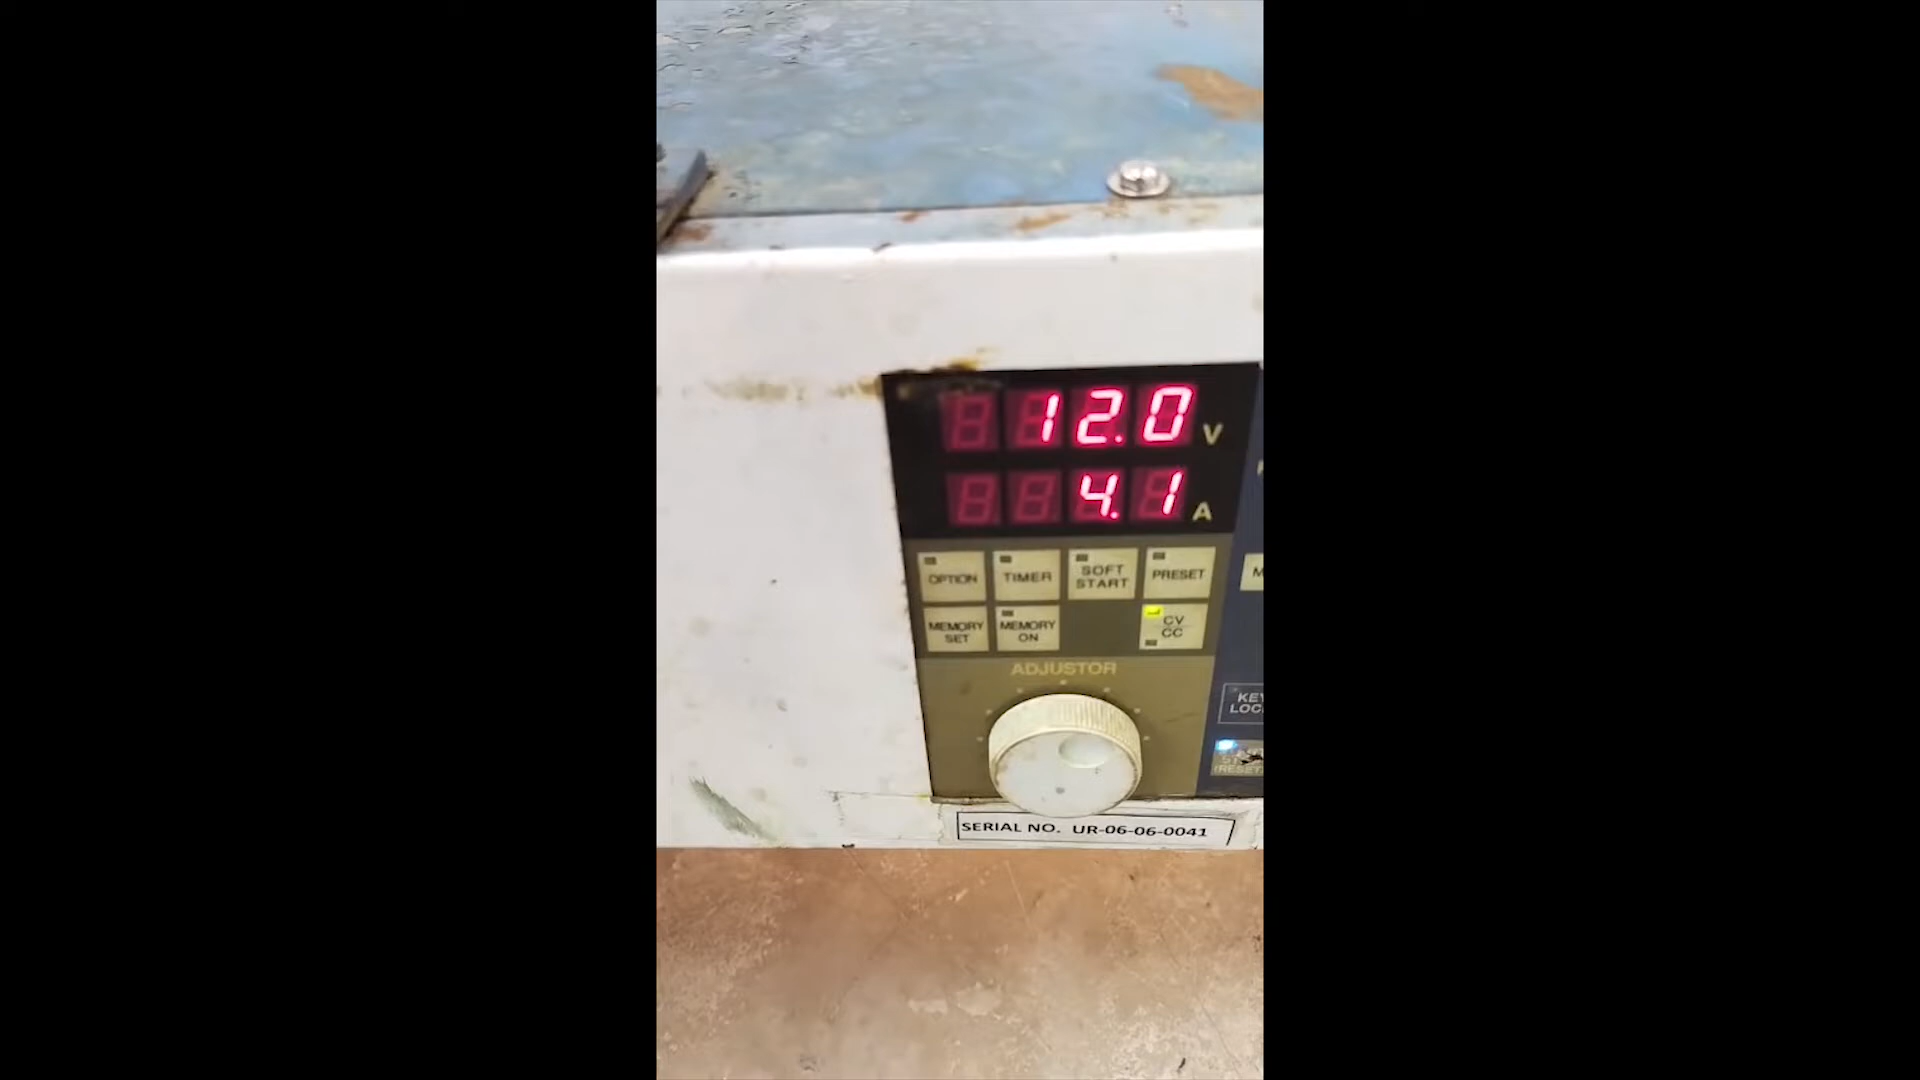 12.0 V
4.1 A
OPTION
TIMER
SOFT
START
PRESET
MEMORY
SET
MEMORY
ON
CV
CC
ADJUSTOR
KEY
SERIAL NO. UR-06-06-0041